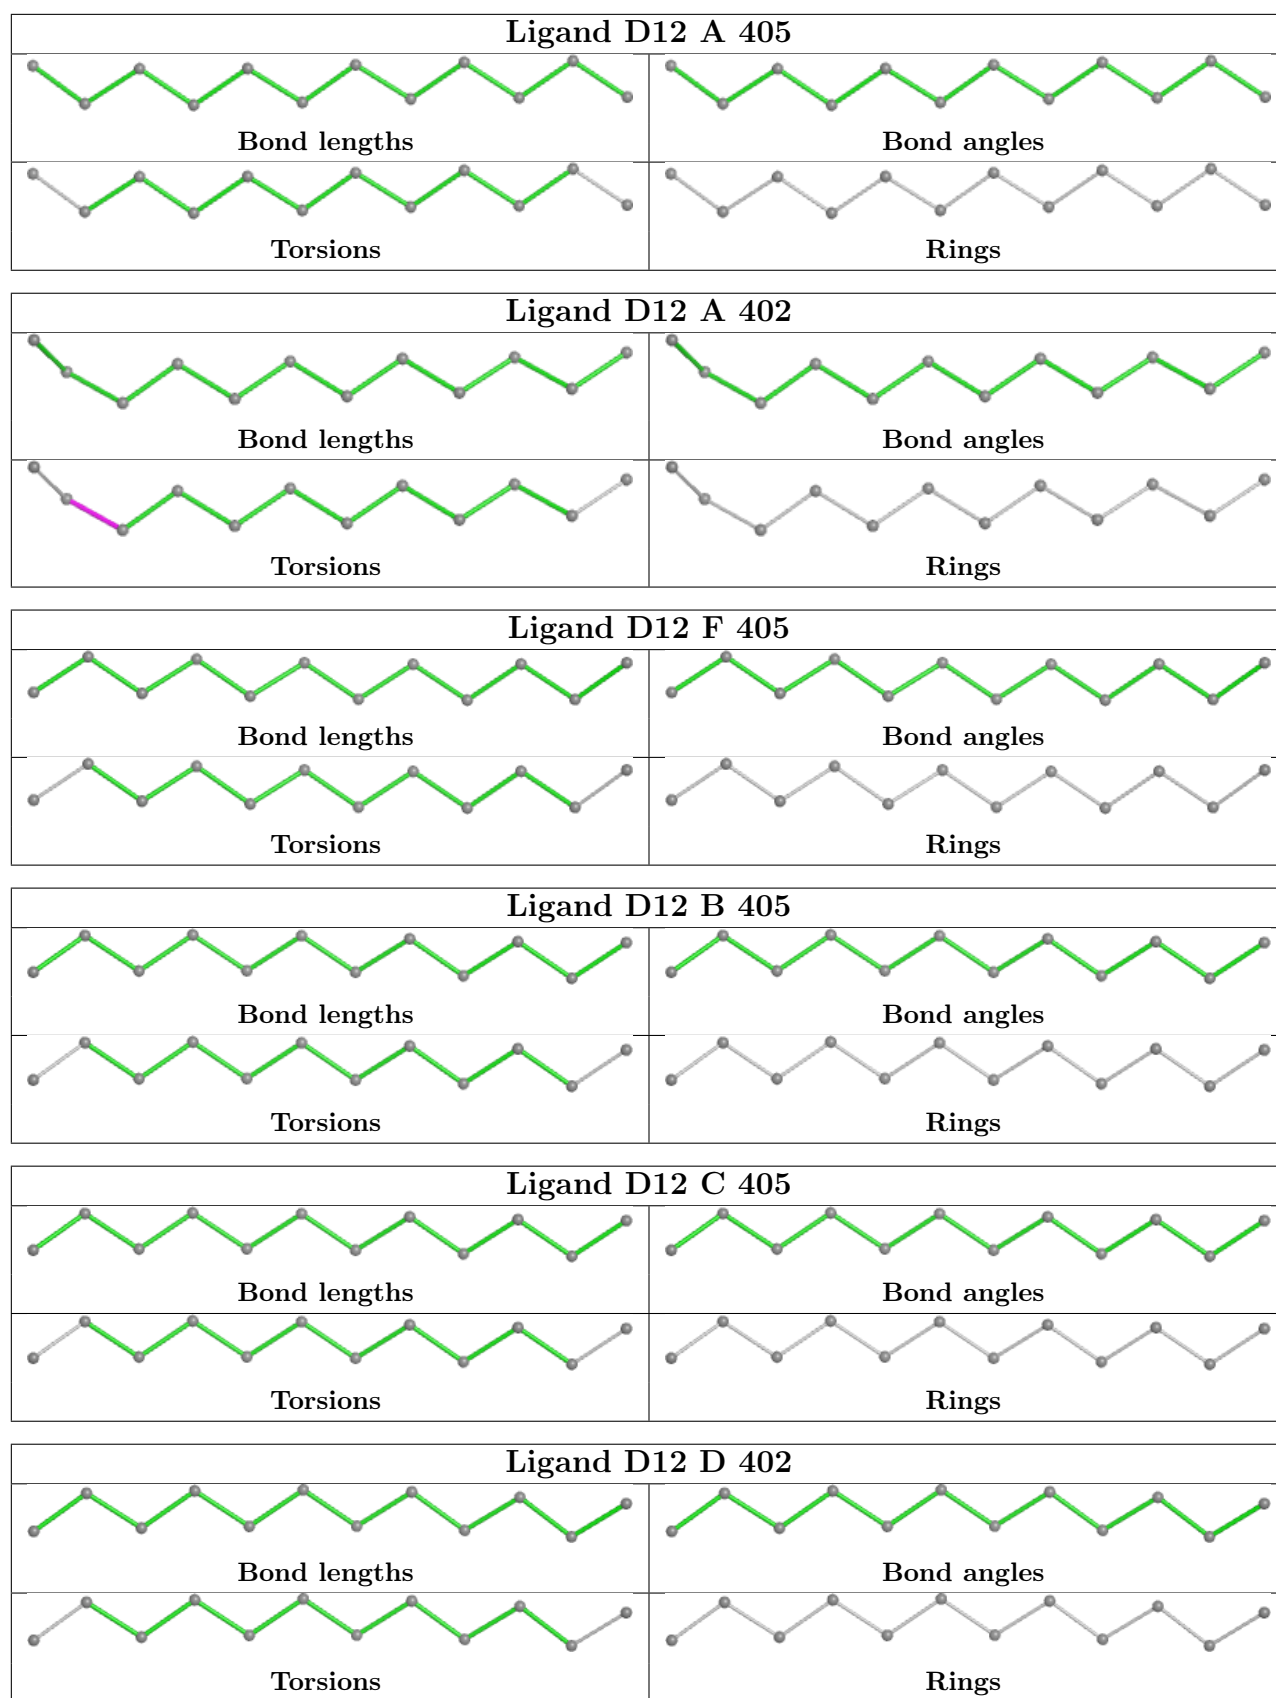 Ligand D12 A 405
Bond lengths Bond angles
Torsions Rings
Ligand D12 A 402
Bond lengths Bond angles
Torsions Rings
Ligand D12 F 405
Bond lengths Bond angles
Torsions Rings
Ligand D12 B 405
Bond lengths Bond angles
Torsions Rings
Ligand D12 C 405
Bond lengths Bond angles
Torsions Rings
Ligand D12 D 402
Bond lengths Bond angles
Torsions Rings